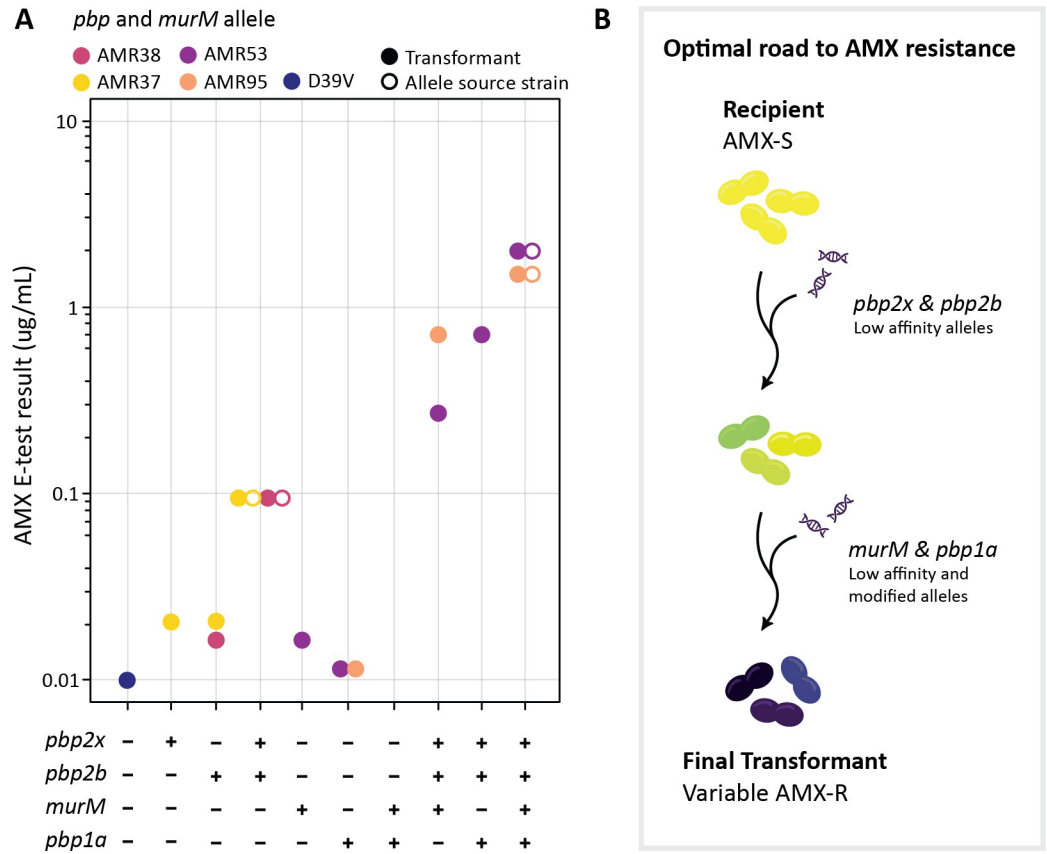 A
pbp and murM allele
AMR38 AMR53 Transformant
AMR37 AMR95 D39V Allele source strain
AMX E-test result (ug/mL)
10
1
0.1
0.01
pbp2x – + – + – – – + + +
pbp2b – – + + – – – + + +
murM – – – – + – + + – +
pbp1a – – – – – + + – + +
B
Optimal road to AMX resistance
Recipient
AMX-S
pbp2x & pbp2b
Low affinity alleles
murM & pbp1a
Low affinity and
modified alleles
Final Transformant
Variable AMX-R